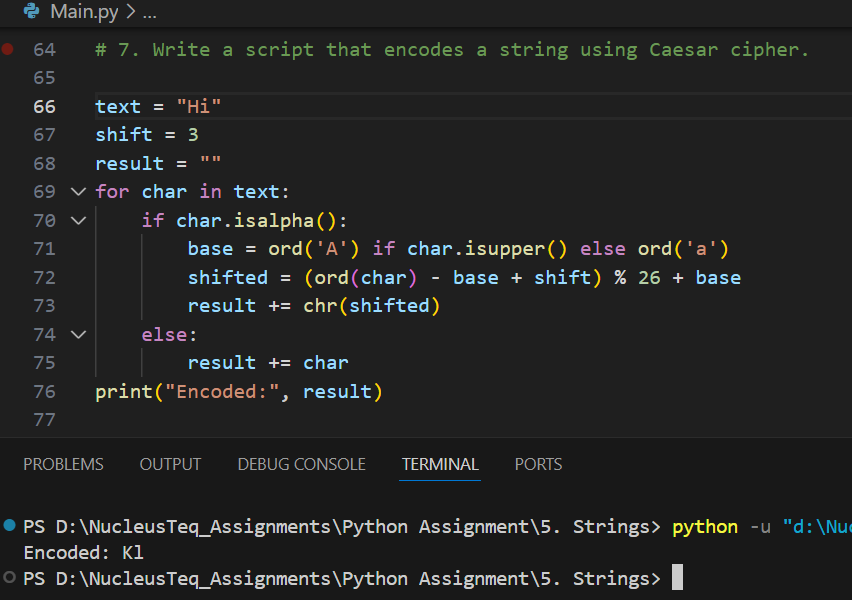 Main.py > ...
64 # 7. Write a script that encodes a string using Caesar cipher.
65
66 text = "Hi"
67 shift = 3
68 result = ""
69 for char in text:
70     if char.isalpha():
71         base = ord('A') if char.isupper() else ord('a')
72         shifted = (ord(char) - base + shift) % 26 + base
73         result += chr(shifted)
74     else:
75         result += char
76 print("Encoded:", result)
77
PROBLEMS OUTPUT DEBUG CONSOLE TERMINAL PORTS
PS D:\NucleusTeq_Assignments\Python Assignment\5. Strings> python -u "d:\Nuc
Encoded: Kl
PS D:\NucleusTeq_Assignments\Python Assignment\5. Strings>